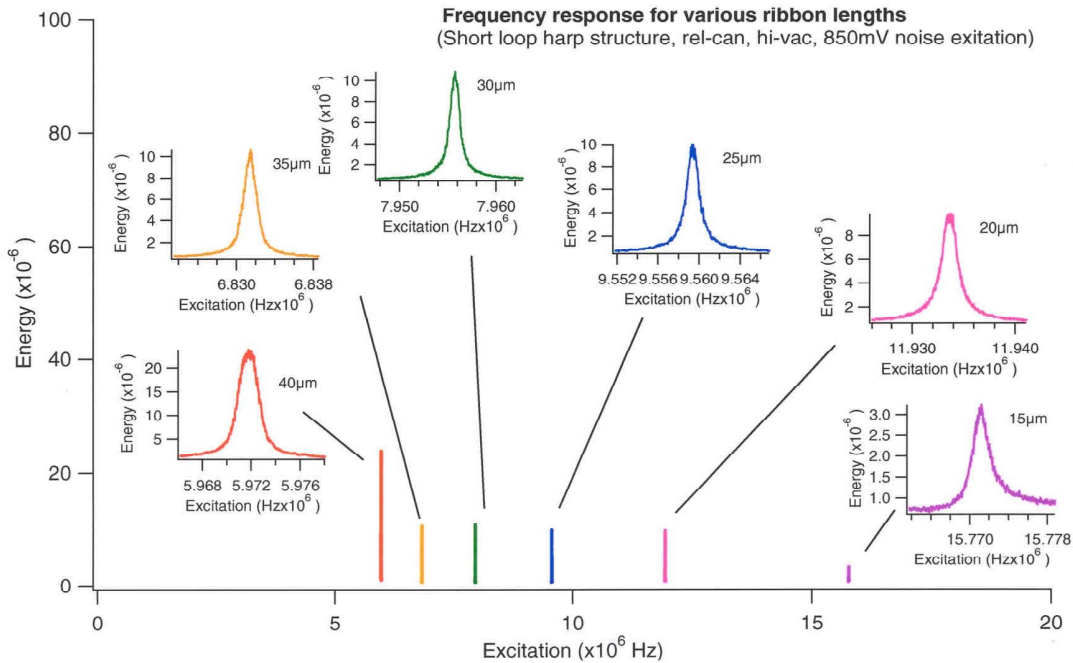 Frequency response for various ribbon lengths
(Short loop harp structure, rel-can, hi-vac, 850mV noise exitation)
Energy (x10-6)
100
80
60
40
20
0
0
5
10
15
20
Excitation (x106 Hz)
35µm
Energy (x10-6)
10
8
6
4
2
6.830
6.838
Excitation (Hzx106)
30µm
Energy (x10-6)
10
8
6
4
2
7.950
7.960
Excitation (Hzx106)
25µm
Energy (x10-6)
10
8
6
4
2
9.552
9.556
9.560
9.564
Excitation (Hzx106)
20µm
Energy (x10-6)
8
6
4
2
11.930
11.940
Excitation (Hzx106)
40µm
Energy (x10-6)
20
15
10
5
5.968
5.972
5.976
Excitation (Hzx106)
15µm
Energy (x10-6)
3.0
2.5
2.0
1.5
1.0
15.770
15.778
Excitation (Hzx106)